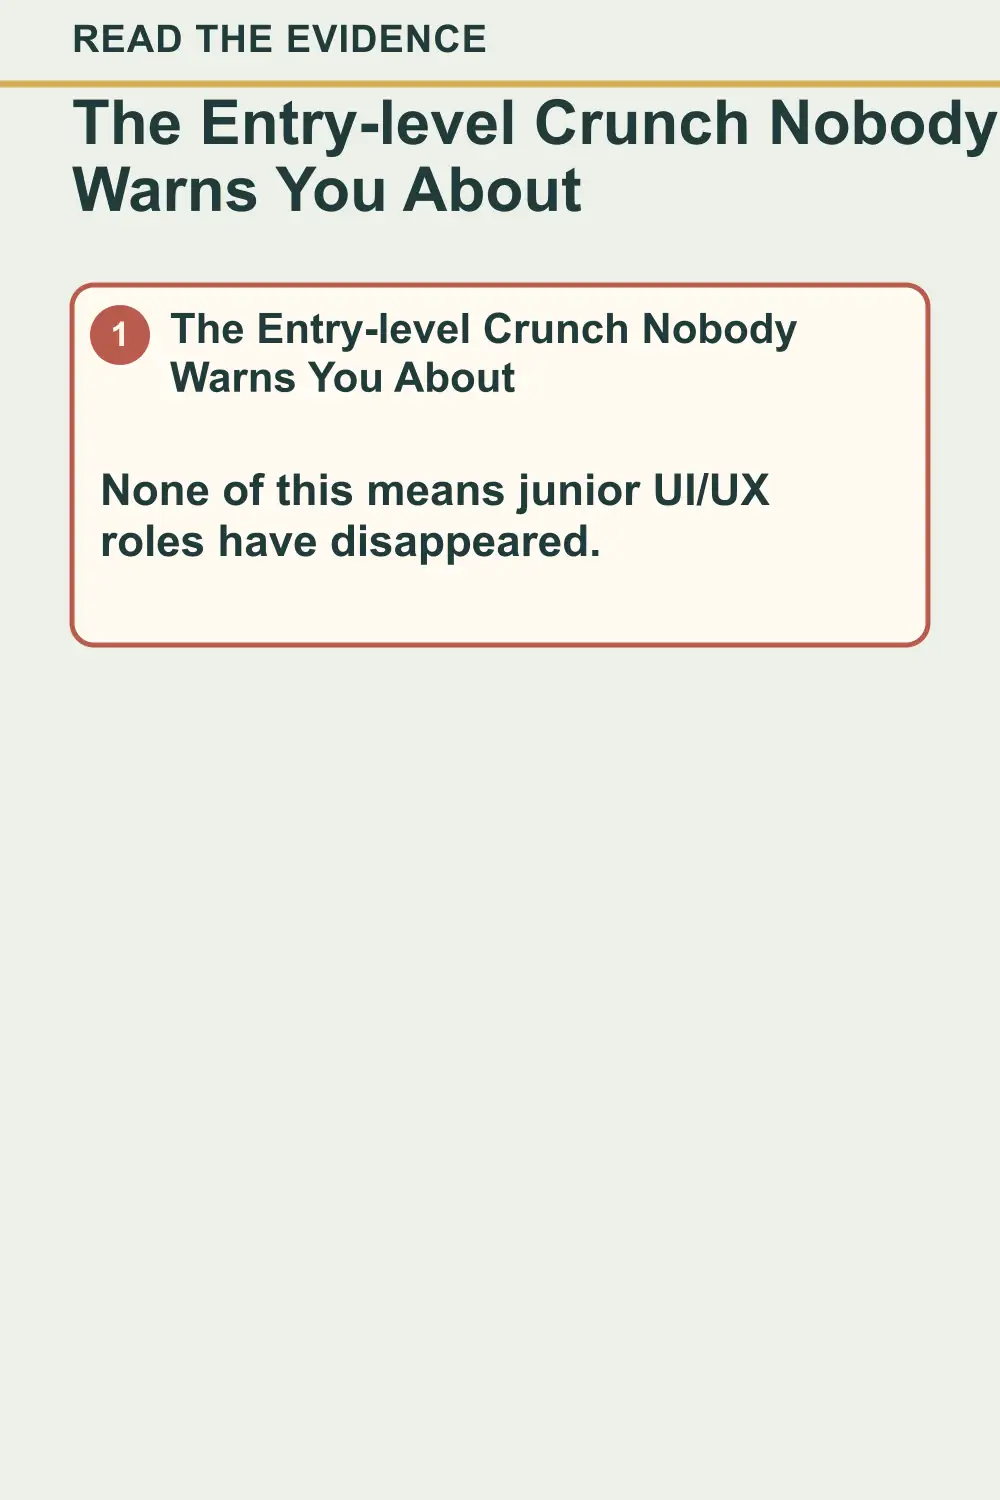 READ THE EVIDENCE
The Entry-level Crunch Nobody
Warns You About
1
The Entry-level Crunch Nobody
Warns You About
None of this means junior UI/UX
roles have disappeared.